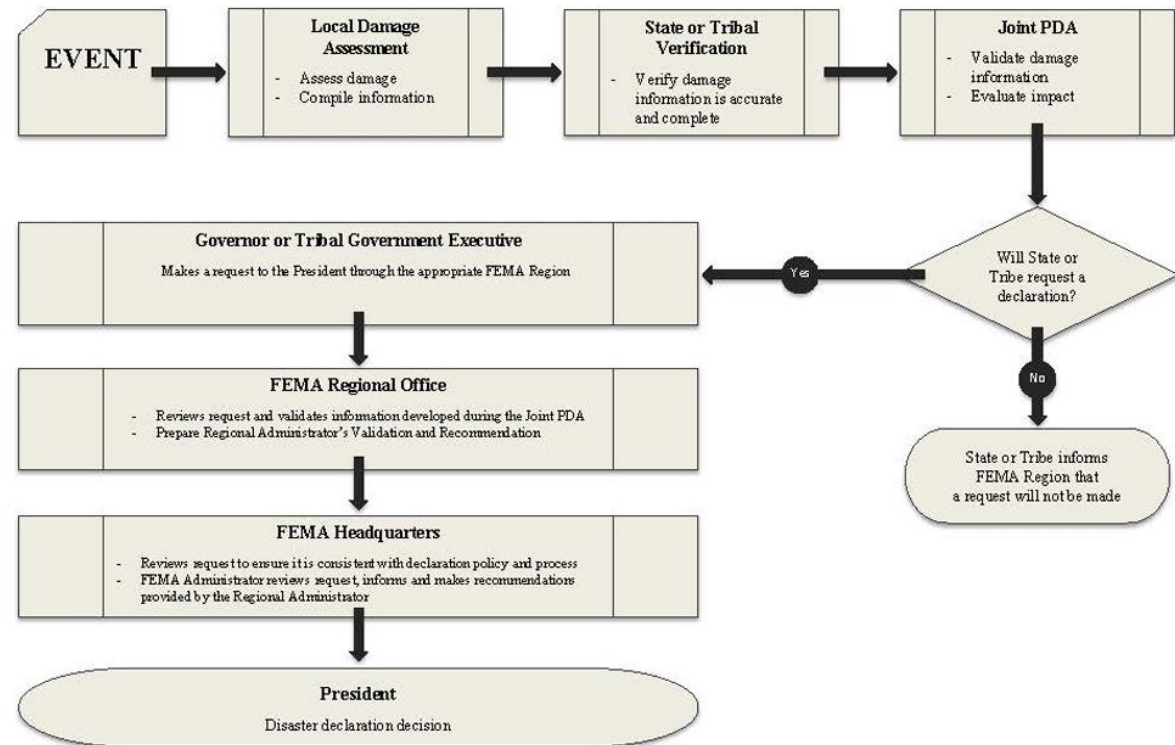 EVENT
Local Damage
Assessment
- Assess damage
- Compile information
State or Tribal
Verification
- Verify damage
information is accurate
and complete
Joint PDA
- Validate damage
information
- Evaluate impact
Will State or
Tribe request a
declaration?
Yes
No
State or Tribe informs
FEMA Region that
a request will not be made
Governor or Tribal Government Executive
Makes a request to the President through the appropriate FEMA Region
FEMA Regional Office
- Reviews request and validates information developed during the Joint PDA
- Prepare Regional Administrator's Validation and Recommendation
FEMA Headquarters
- Reviews request to ensure it is consistent with declaration policy and process
- FEMA Administrator reviews request, informs and makes recommendations
provided by the Regional Administrator
President
Disaster declaration decision